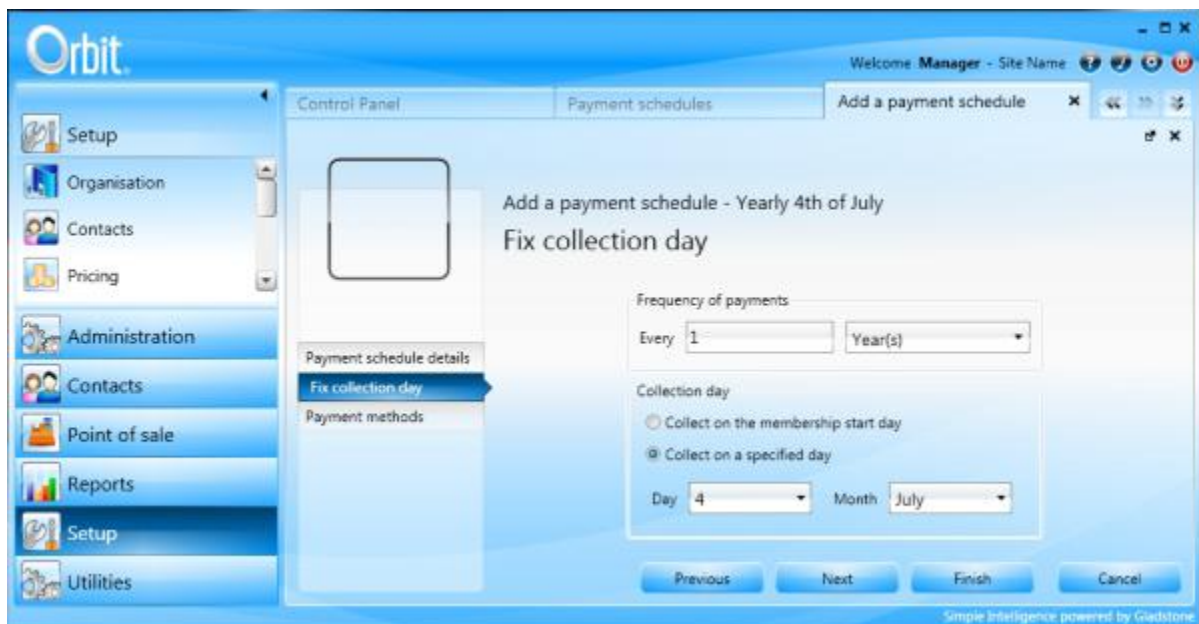 Orbit.
Welcome Manager - Site Name
Control Panel
Payment schedules
Add a payment schedule
Setup
Organisation
Contacts
Pricing
Administration
Contacts
Point of sale
Reports
Setup
Utilities
Payment schedule details
Fix collection day
Payment methods
Add a payment schedule - Yearly 4th of July
Fix collection day
Frequency of payments
Every 1 Year(s)
Collection day
Collect on the membership start day
Collect on a specified day
Day 4 Month July
Previous Next Finish Cancel
Simple Intelligence powered by Gladstone